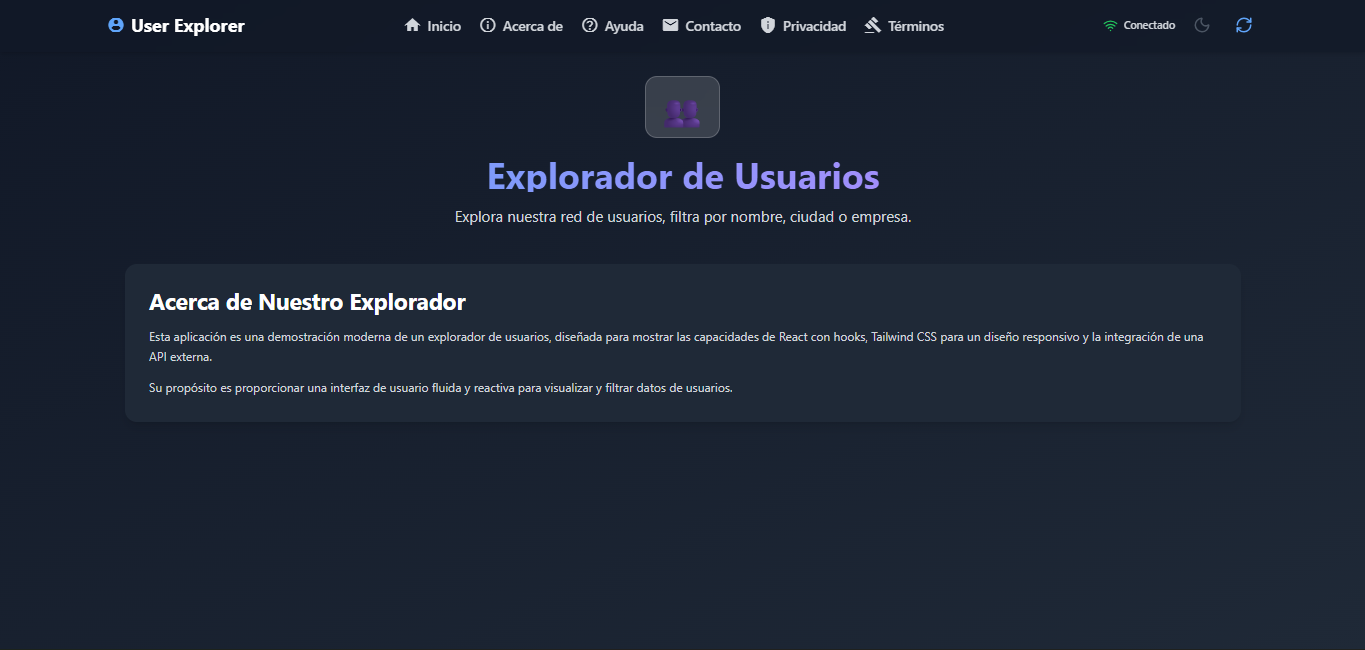 User Explorer
Inicio
Acerca de
Ayuda
Contacto
Privacidad
Términos
Conectado
Explorador de Usuarios
Explora nuestra red de usuarios, filtra por nombre, ciudad o empresa.
Acerca de Nuestro Explorador
Esta aplicación es una demostración moderna de un explorador de usuarios, diseñada para mostrar las capacidades de React con hooks, Tailwind CSS para un diseño responsivo y la integración de una
API externa.
Su propósito es proporcionar una interfaz de usuario fluida y reactiva para visualizar y filtrar datos de usuarios.